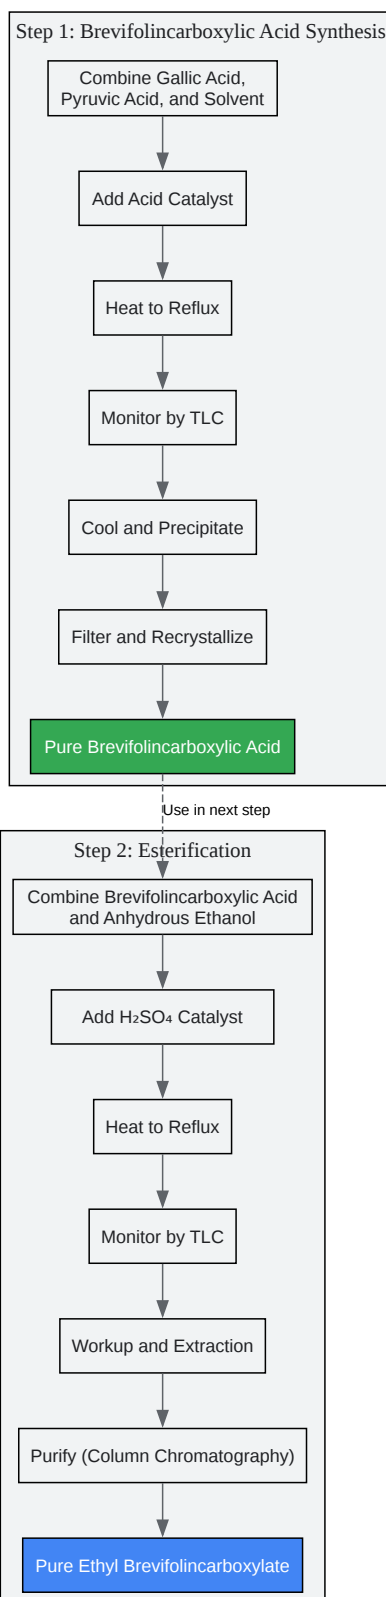 Step 1: Brevifolincarboxylic Acid Synthesis
Combine Gallic Acid,
Pyruvic Acid, and Solvent
Add Acid Catalyst
Heat to Reflux
Monitor by TLC
Cool and Precipitate
Filter and Recrystallize
Pure Brevifolincarboxylic Acid
Use in next step
Step 2: Esterification
Combine Brevifolincarboxylic Acid
and Anhydrous Ethanol
Add H₂SO₄ Catalyst
Heat to Reflux
Monitor by TLC
Workup and Extraction
Purify (Column Chromatography)
Pure Ethyl Brevifolincarboxylate